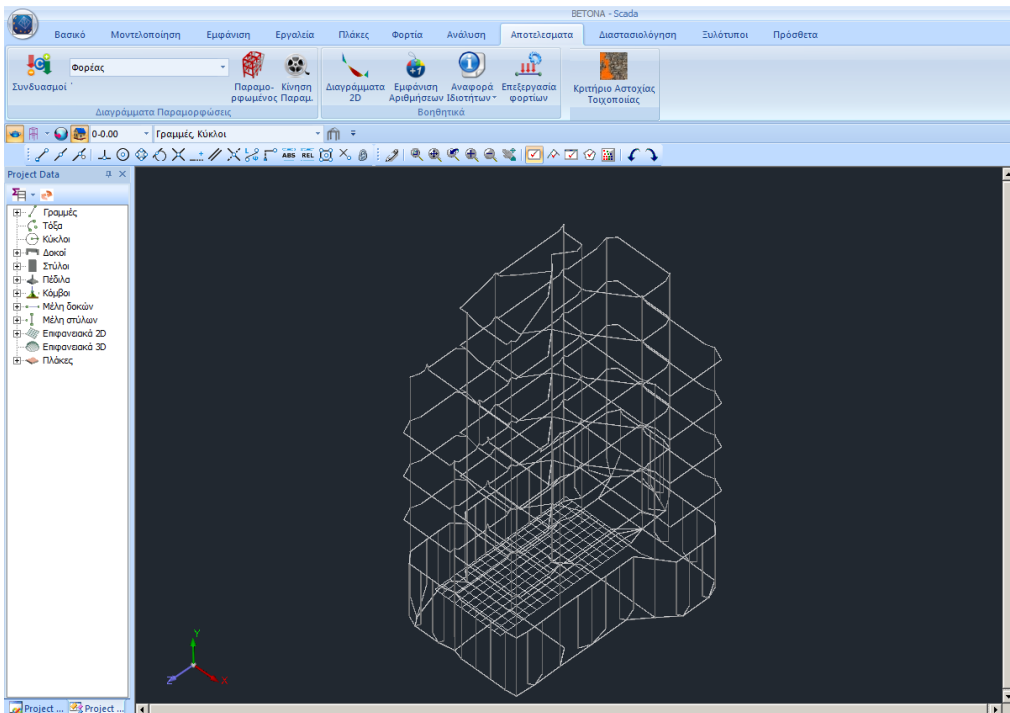 BETONA - Scada
Βασικό Μοντελοποίηση Εμφάνιση Εργαλεία Πλάκες Φορτία Ανάλυση Αποτελεσματα Διαστασιολόγηση Ξυλότυποι Πρόσθετα
Συνδυασμοί
Φορέας
Παραμο-
ρφωμένος
Κίνηση
Παραμ.
Διαγράμματα Παραμορφώσεις
Διαγράμματα
2D
Εμφάνιση
Αριθμήσεων
Αναφορά
Ιδιοτήτων
Επεξεργασία
φορτίων
Βοηθητικά
Κριτήριο Αστοχίας
Τοιχοποιίας
0-0.00 Γραμμές, Κύκλοι
ABS REL
Project Data
Γραμμές
Τόξα
Κύκλοι
Δοκοί
Στύλοι
Πέδιλα
Κόμβοι
Μέλη δοκών
Μέλη στύλων
Επιφανειακά 2D
Επιφανειακά 3D
Πλάκες
Y
Z X
Project ... Project ...